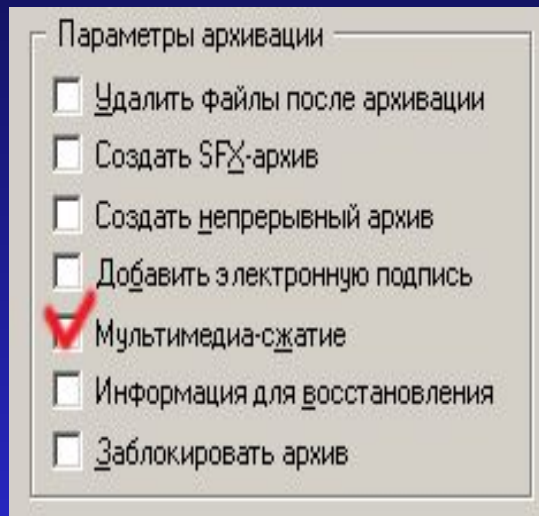 Параметры архивации
Удалить файлы после архивации
Создать SFX-архив
Создать непрерывный архив
Добавить электронную подпись
Мультимедиа-сжатие
Информация для восстановления
Заблокировать архив